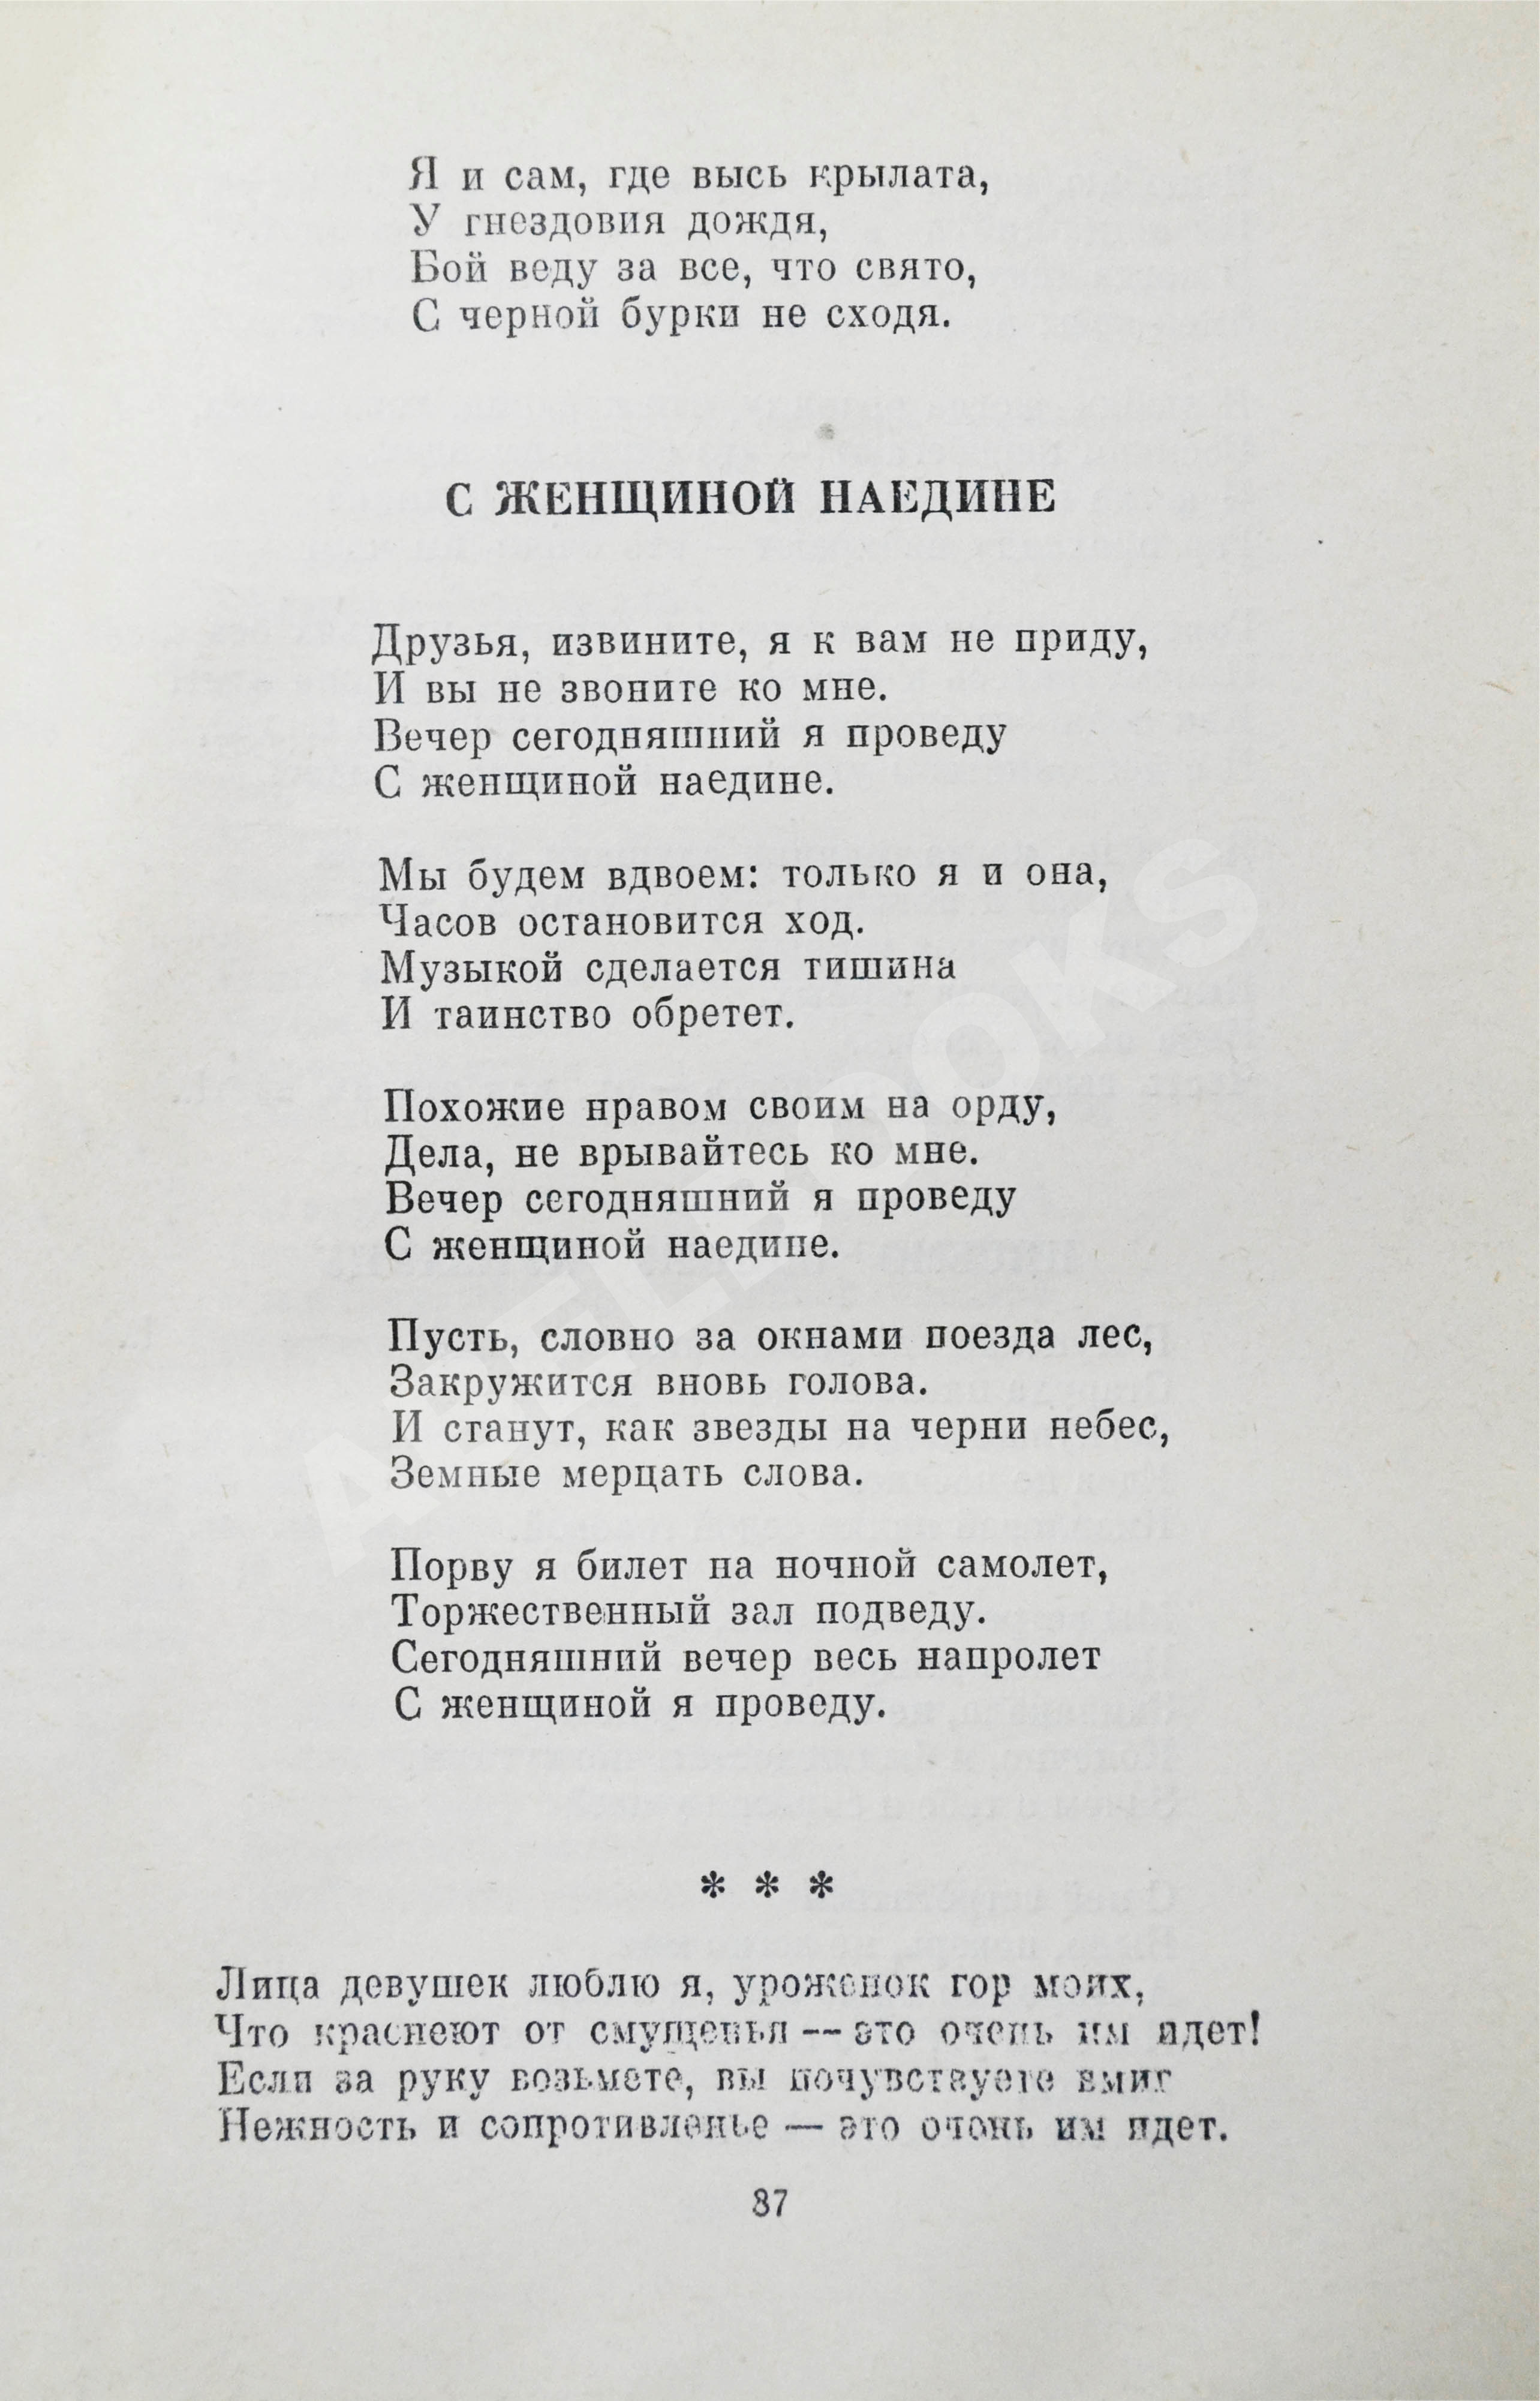 Я и сам, где высь крылата,
У гнездовия дождя,
Бой веду за все, что свято,
С черной бурки не сходя.
С ЖЕНЩИНОЙ НАЕДИНЕ
Друзья, извините, я к вам не приду,
И вы не звоните ко мне.
Вечер сегодняшний я проведу
С женщиной наедине.
Мы будем вдвоем: только я и она,
Часов остановится ход.
Музыкой сделается тишина
И таинство обретет.
Похожие нравом своим на орду,
Дела, не врывайтесь ко мне.
Вечер сегодняшний я проведу
С женщиной наедине.
Пусть, словно за окнами поезда лес,
Закружится вновь голова.
И станут, как звезды на черни небес,
Земные мерцать слова.
Порву я билет на ночной самолет,
Торжественный зал подведу.
Сегодняшний вечер весь напролет
С женщиной я проведу.
* * *
Лица девушек люблю я, уроженок гор моих,
Что краснеют от смущенья — это очень им идет!
Если за руку возьмете, вы почувствуете вмиг
Нежность и сопротивленье — это очень им идет.
87